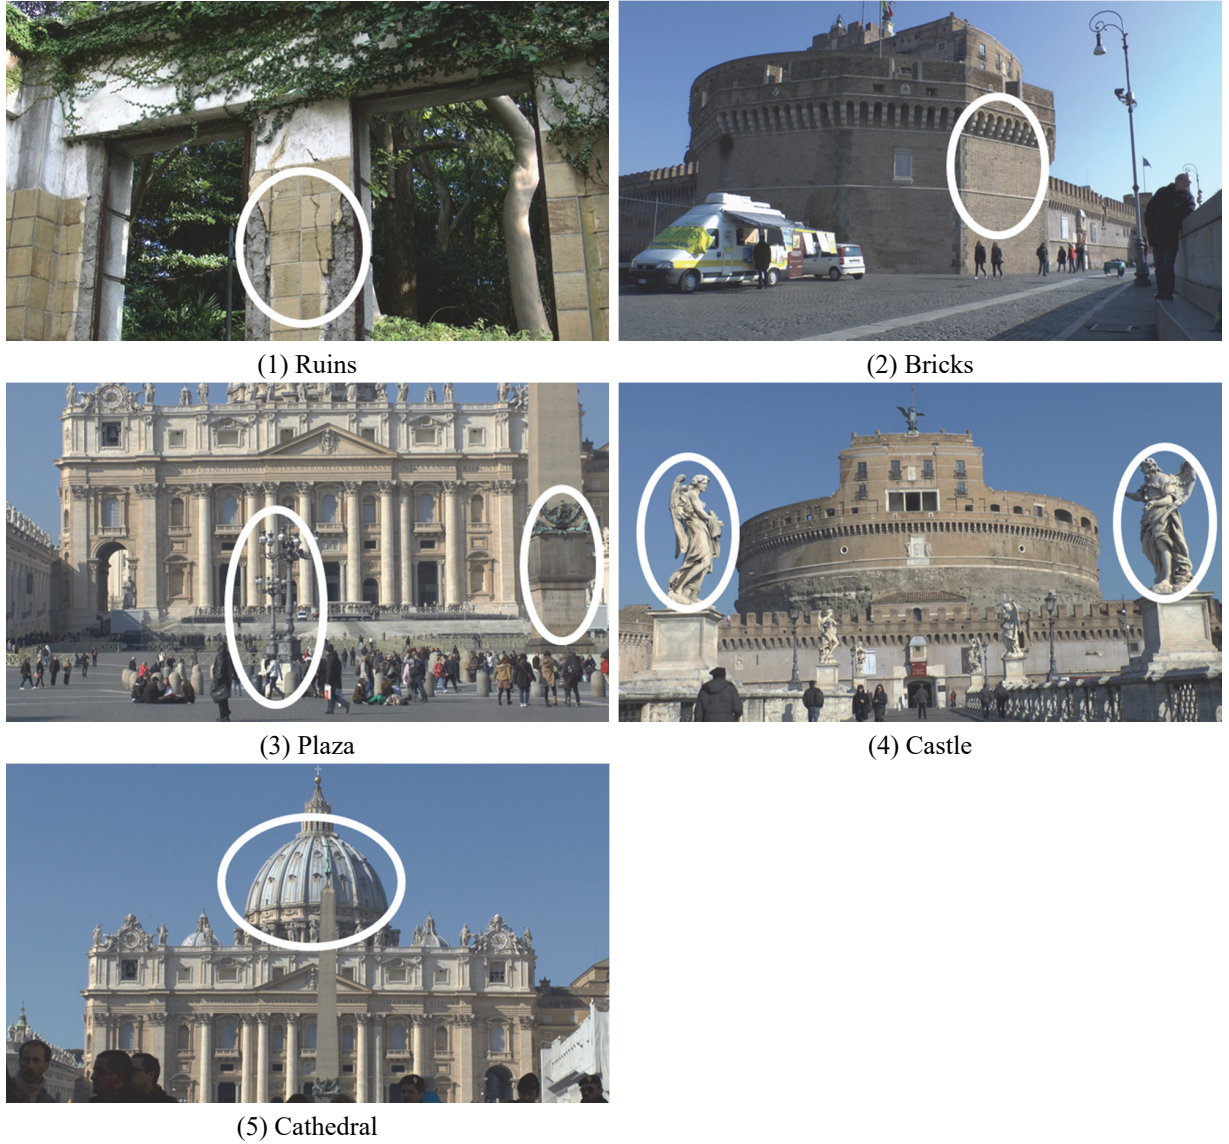 (1) Ruins
(2) Bricks
(3) Plaza
(4) Castle
(5) Cathedral